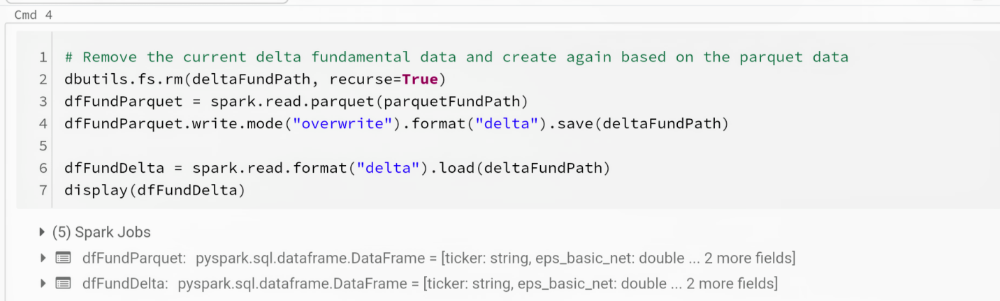 Cmd 4
1 # Remove the current delta fundamental data and create again based on the parquet data
2 dbutils.fs.rm(deltaFundPath, recurse=True)
3 dfFundParquet = spark.read.parquet(parquetFundPath)
4 dfFundParquet.write.mode("overwrite").format("delta").save(deltaFundPath)
5
6 dfFundDelta = spark.read.format("delta").load(deltaFundPath)
7 display(dfFundDelta)
(5) Spark Jobs
dfFundParquet: pyspark.sql.dataframe.DataFrame = [ticker: string, eps_basic_net: double ... 2 more fields]
dfFundDelta: pyspark.sql.dataframe.DataFrame = [ticker: string, eps_basic_net: double ... 2 more fields]